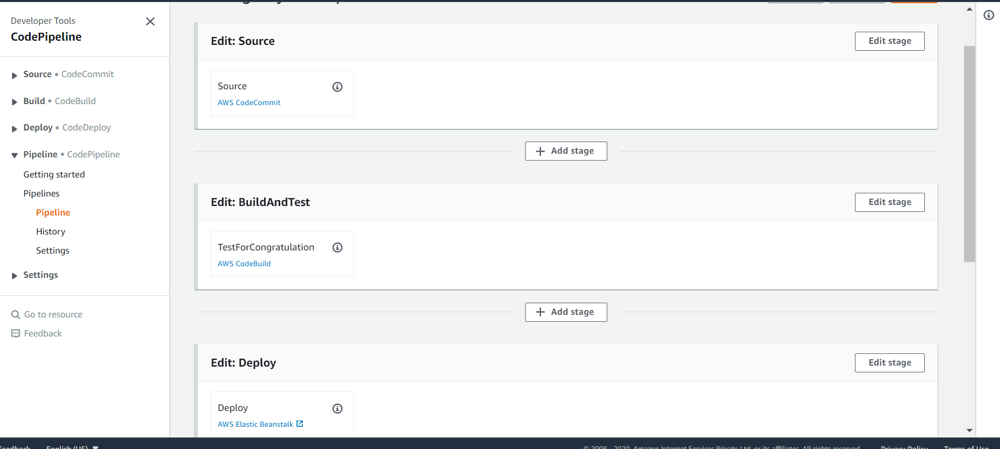 Developer Tools
CodePipeline
Source • CodeCommit
Build • CodeBuild
Deploy • CodeDeploy
Pipeline • CodePipeline
Getting started
Pipelines
Pipeline
History
Settings
Settings
Go to resource
Feedback
Edit: Source
Edit stage
Source
AWS CodeCommit
+ Add stage
Edit: BuildAndTest
Edit stage
TestForCongratulation
AWS CodeBuild
+ Add stage
Edit: Deploy
Edit stage
Deploy
AWS Elastic Beanstalk
Feedback English (US)
© 2008 - 2020, Amazon Internet Services Private Ltd. or its affiliates. All rights reserved. Privacy Policy Terms of Use